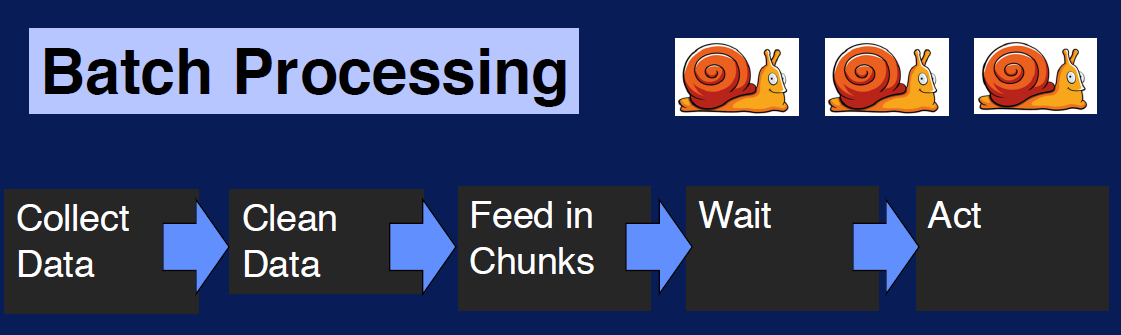 Batch Processing
Collect
Data
Clean
Data
Feed in
Chunks
Wait
Act